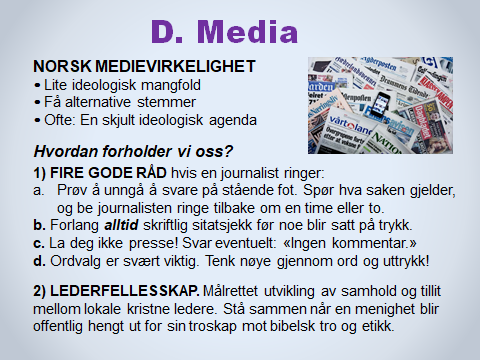 D. Media
NORSK MEDIEVIRKELIGHET
• Lite ideologisk mangfold
• Få alternative stemmer
• Ofte: En skjult ideologisk agenda
Hvordan forholder vi oss?
1) FIRE GODE RÅD hvis en journalist ringer:
a. Prøv å unngå å svare på stående fot. Spør hva saken gjelder,
og be journalisten ringe tilbake om en time eller to.
b. Forlang alltid skriftlig sitatsjekk før noe blir satt på trykk.
c. La deg ikke presse! Svar eventuelt: «Ingen kommentar.»
d. Ordvalg er svært viktig. Tenk nøye gjennom ord og uttrykk!
2) LEDERFELLESSKAP. Målrettet utvikling av samhold og tillit
mellom lokale kristne ledere. Stå sammen når en menighet blir
offentlig hengt ut for sin troskap mot bibelsk tro og etikk.
vårtoland